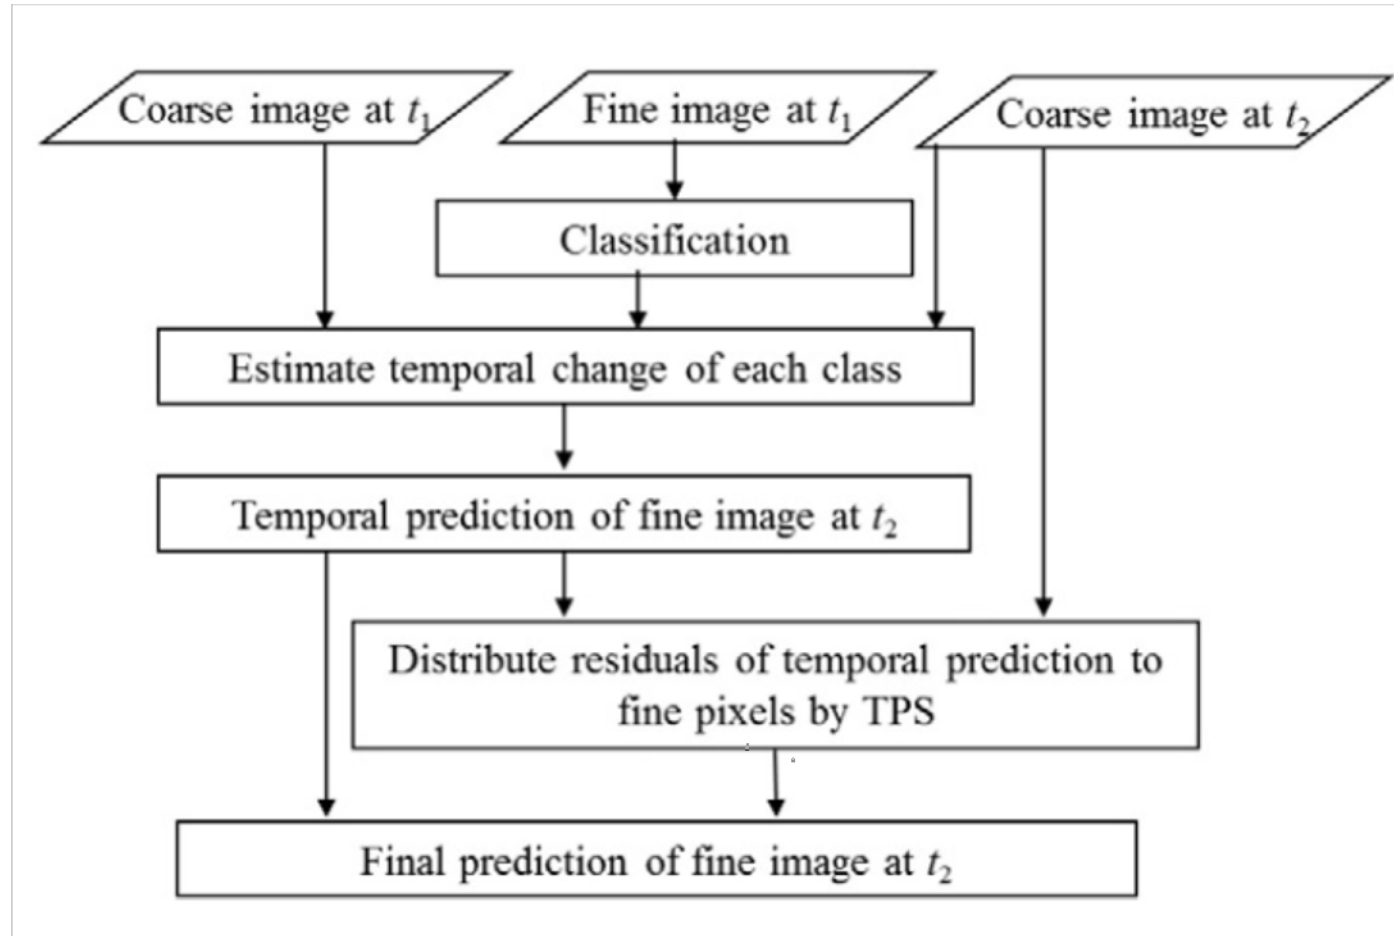 Coarse image at t₁
Fine image at t₁
Coarse image at t₂
Classification
Estimate temporal change of each class
Temporal prediction of fine image at t₂
Distribute residuals of temporal prediction to
fine pixels by TPS
Final prediction of fine image at t₂